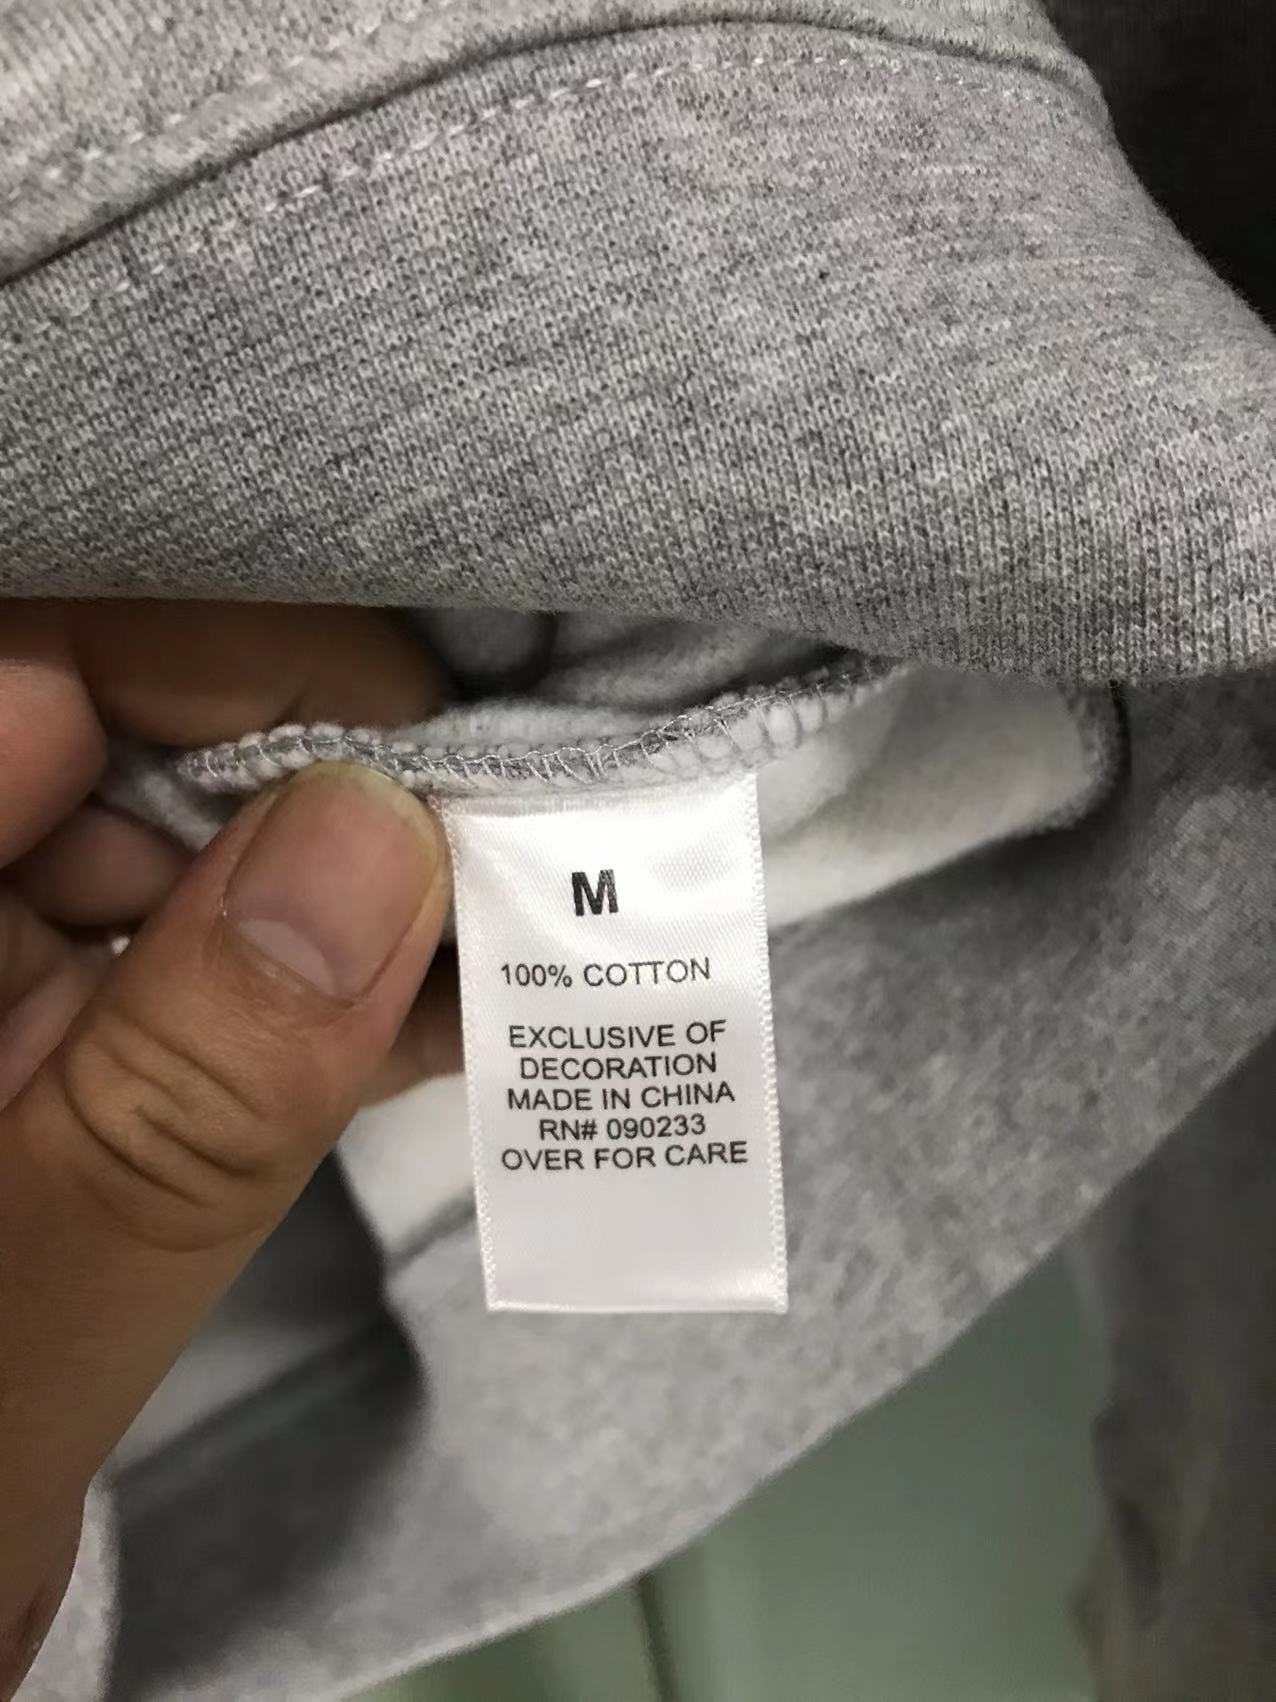 M
100% COTTON
EXCLUSIVE OF
DECORATION
MADE IN CHINA
RN# 090233
OVER FOR CARE